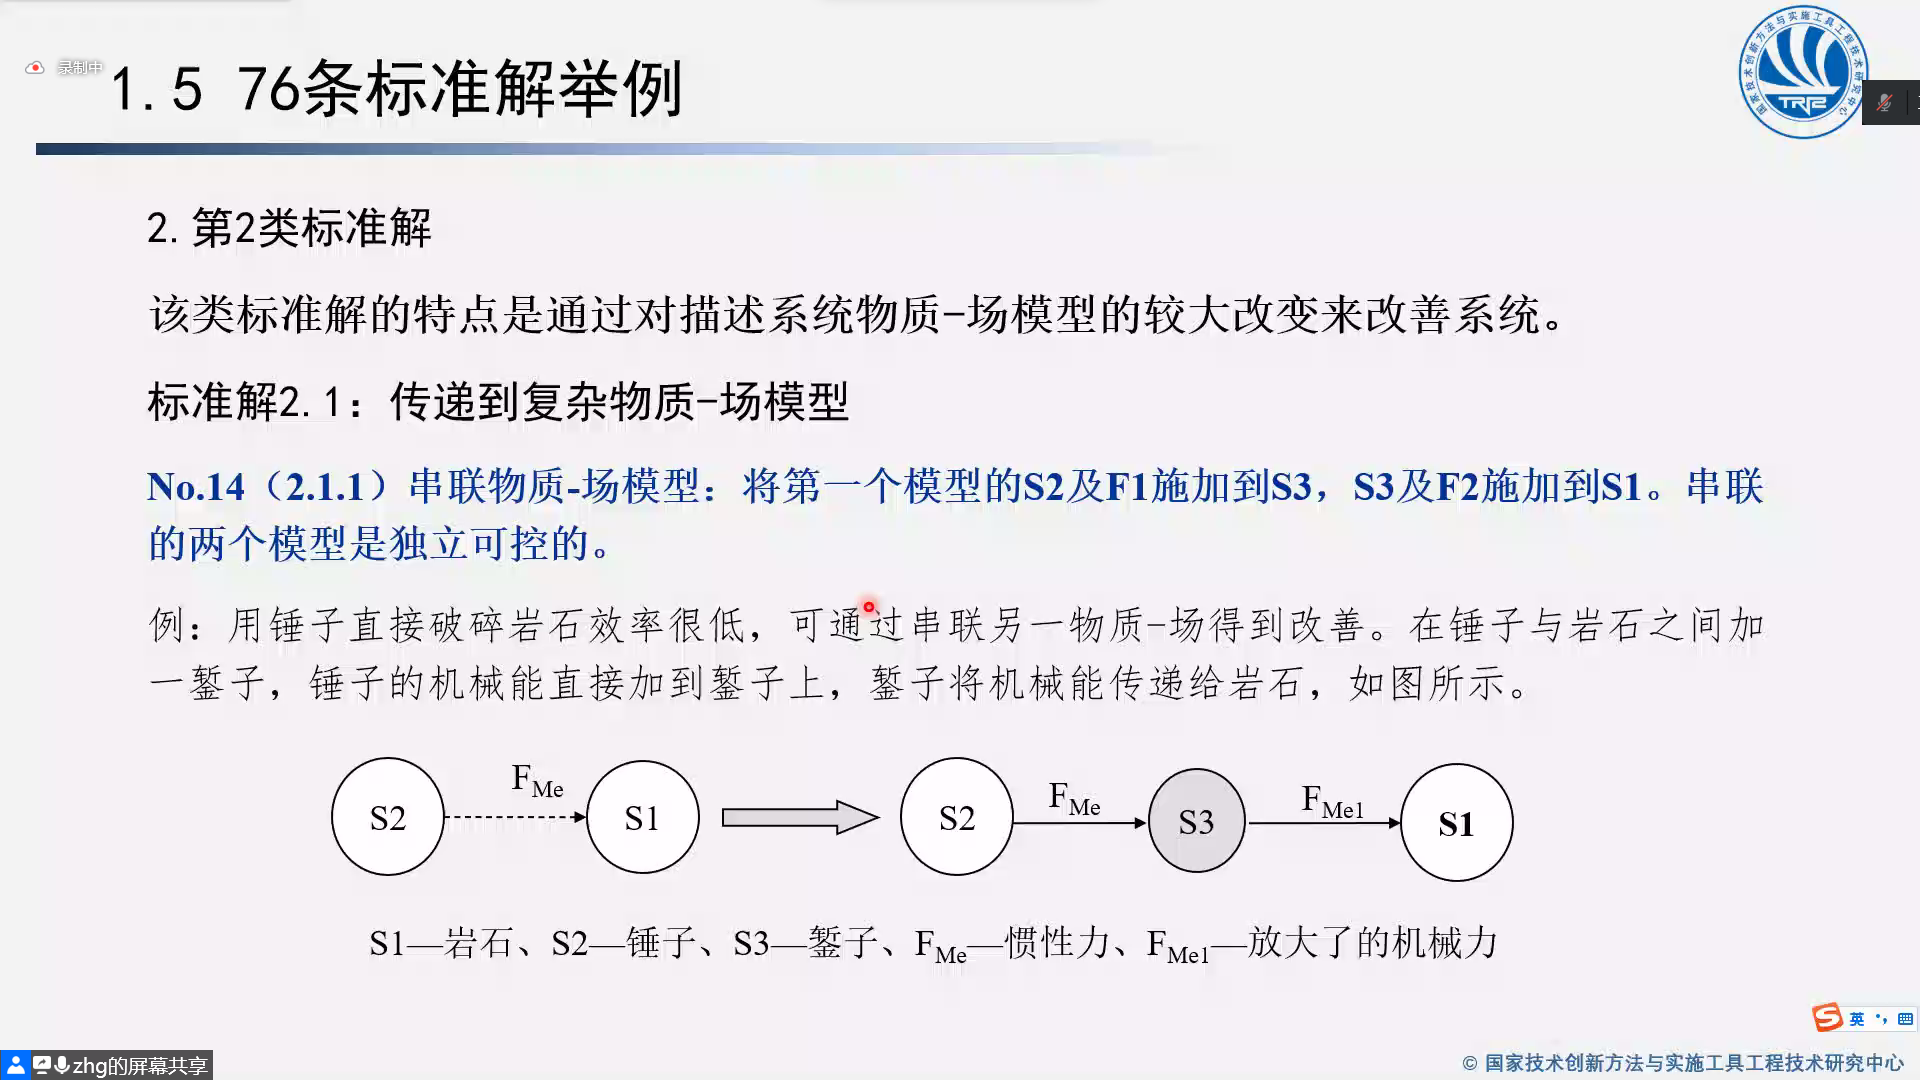 录制中
1.5 76条标准解举例
国家技术创新方法与实施工具工程技术研究中心
TRIZ
2.第2类标准解
该类标准解的特点是通过对描述系统物质-场模型的较大改变来改善系统。
标准解2.1：传递到复杂物质-场模型
No.14（2.1.1）串联物质-场模型：将第一个模型的S2及F1施加到S3，S3及F2施加到S1。串联
的两个模型是独立可控的。
例：用锤子直接破碎岩石效率很低，可通过串联另一物质-场得到改善。在锤子与岩石之间加
一錾子，锤子的机械能直接加到錾子上，錾子将机械能传递给岩石，如图所示。
S2 FMe S1 S2 FMe S3 FMe1 S1
S1—岩石、S2—锤子、S3—錾子、FMe—惯性力、FMe1—放大了的机械力
英
zhg的屏幕共享
© 国家技术创新方法与实施工具工程技术研究中心